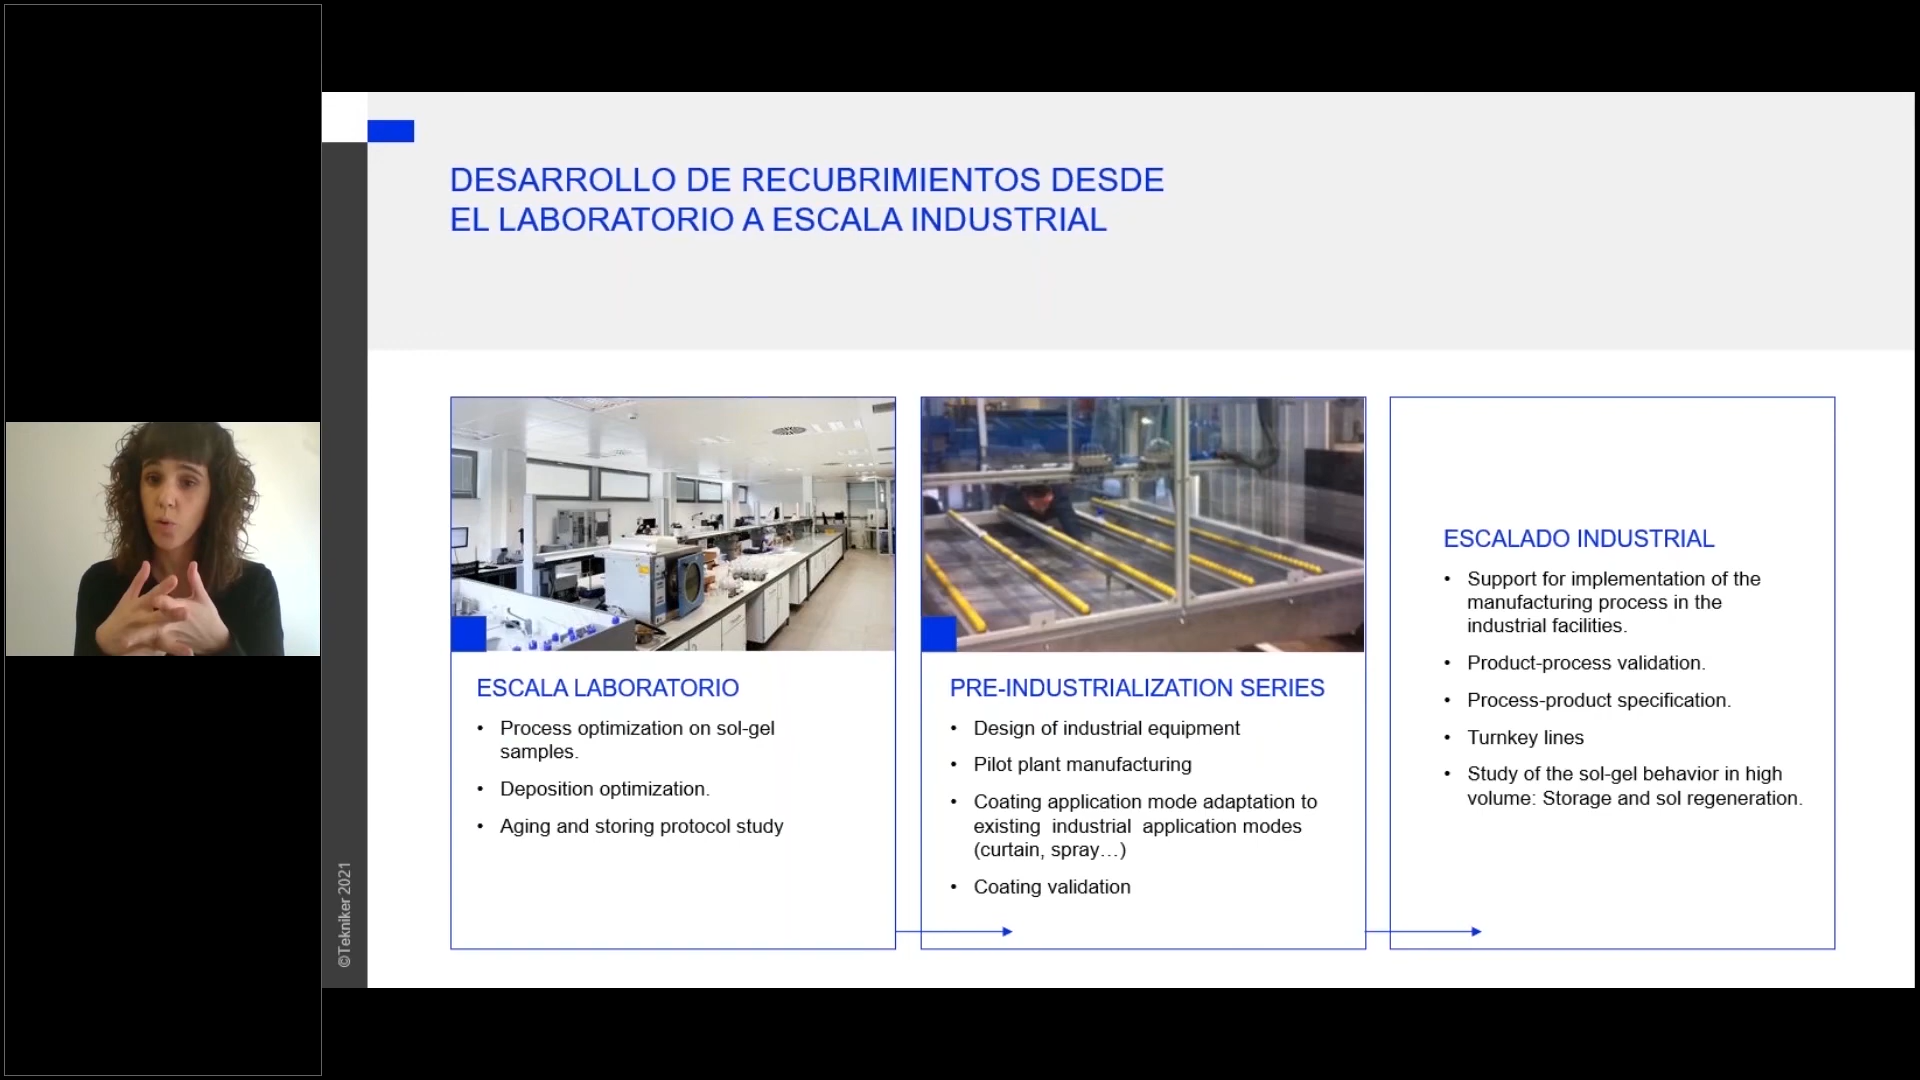 DESARROLLO DE RECUBRIMIENTOS DESDE
EL LABORATORIO A ESCALA INDUSTRIAL
ESCALA LABORATORIO
• Process optimization on sol-gel
samples.
• Deposition optimization.
• Aging and storing protocol study
PRE-INDUSTRIALIZATION SERIES
• Design of industrial equipment
• Pilot plant manufacturing
• Coating application mode adaptation to
existing industrial application modes
(curtain, spray…)
• Coating validation
ESCALADO INDUSTRIAL
• Support for implementation of the
manufacturing process in the
industrial facilities.
• Product-process validation.
• Process-product specification.
• Turnkey lines
• Study of the sol-gel behavior in high
volume: Storage and sol regeneration.
©Tekniker 2021